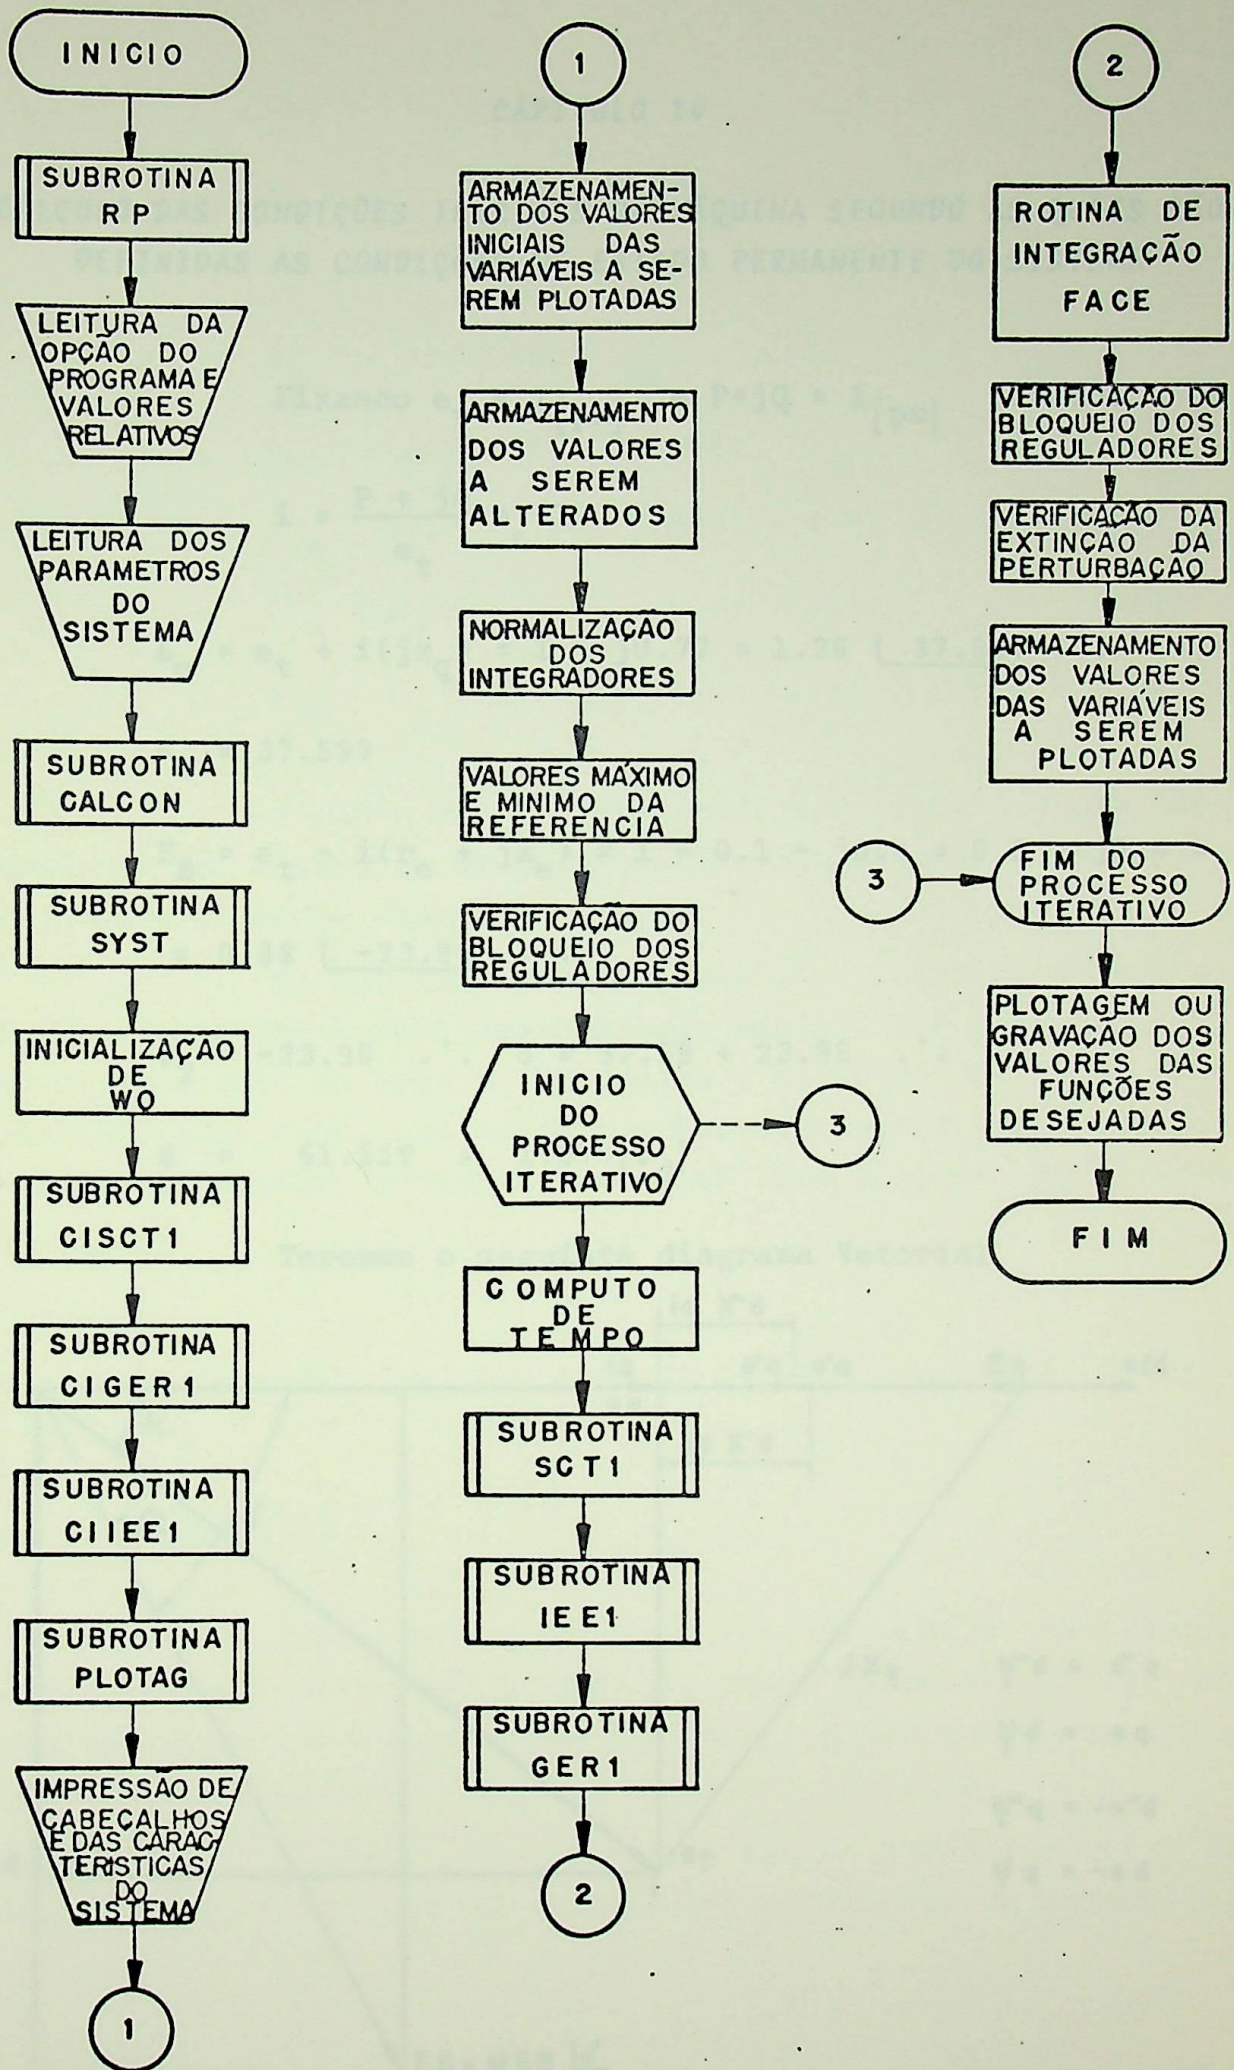 INICIO
SUBROTINA
RP
LEITURA DA
OPÇÃO DO
PROGRAMA E
VALORES
RELATIVOS
LEITURA DOS
PARAMETROS
DO
SISTEMA
SUBROTINA
CALCON
SUBROTINA
SYST
INICIALIZAÇÃO
DE
WO
SUBROTINA
CISCT1
SUBROTINA
CIGER1
SUBROTINA
CIIEE1
SUBROTINA
PLOTAG
IMPRESSÃO DE
CABEÇALHOS
E DAS CARAC-
TERISTICAS
DO
SISTEMA
1
1
ARMAZENAMEN-
TO DOS VALORES
INICIAIS DAS
VARIÁVEIS A SE-
REM PLOTADAS
ARMAZENAMENTO
DOS VALORES
A SEREM
ALTERADOS
NORMALIZAÇÃO
DOS
INTEGRADORES
VALORES MÁXIMO
E MINIMO DA
REFERENCIA
VERIFICAÇÃO DO
BLOQUEIO DOS
REGULADORES
INICIO
DO
PROCESSO
ITERATIVO
3
COMPUTO
DE
TEMPO
SUBROTINA
SCT1
SUBROTINA
IEE1
SUBROTINA
GER1
2
2
ROTINA DE
INTEGRAÇÃO
FACE
VERIFICAÇÃO DO
BLOQUEIO DOS
REGULADORES
VERIFICAÇÃO DA
EXTINÇÃO DA
PERTURBAÇÃO
ARMAZENAMENTO
DOS VALORES
DAS VARIÁVEIS
A SEREM
PLOTADAS
3
FIM DO
PROCESSO
ITERATIVO
PLOTAGEM OU
GRAVAÇÃO DOS
VALORES DAS
FUNÇÕES
DESEJADAS
FIM